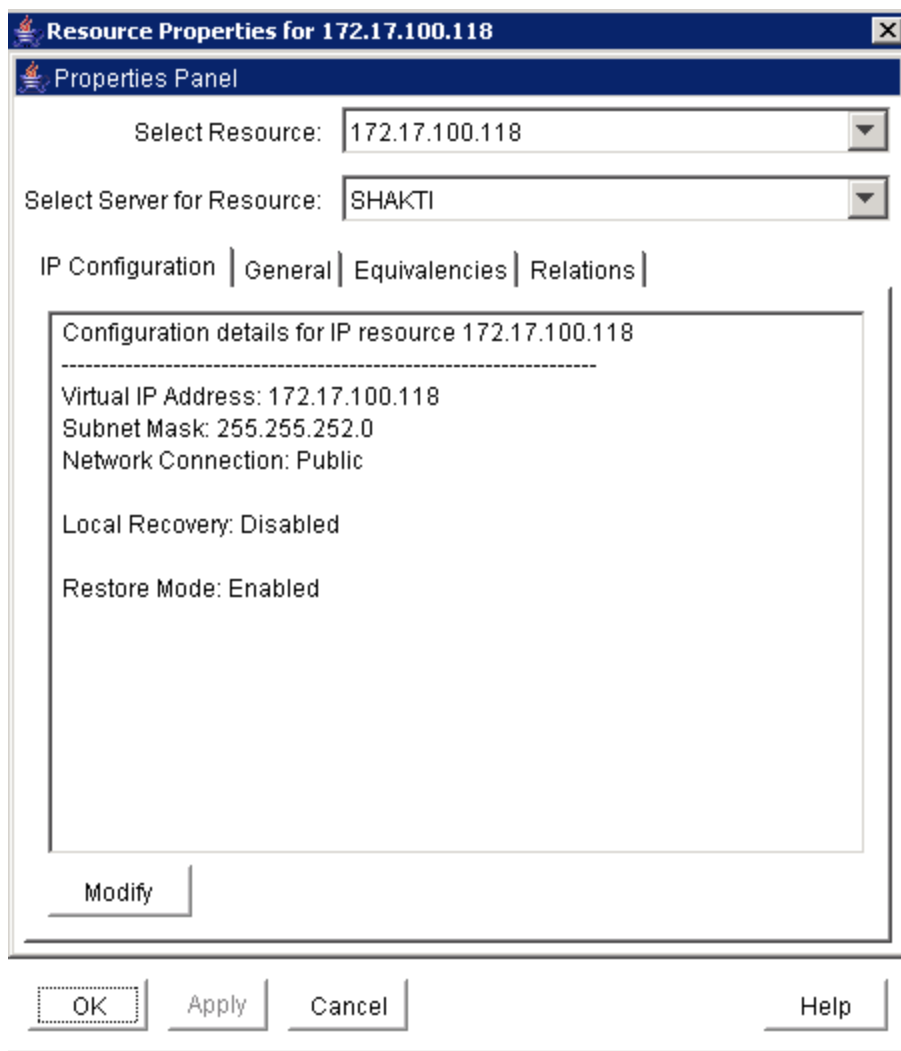 Resource Properties for 172.17.100.118
Properties Panel
Select Resource: 172.17.100.118
Select Server for Resource: SHAKTI
IP Configuration General Equivalencies Relations
Configuration details for IP resource 172.17.100.118
-------------------------------------------------------------------
Virtual IP Address: 172.17.100.118
Subnet Mask: 255.255.252.0
Network Connection: Public
Local Recovery: Disabled
Restore Mode: Enabled
Modify
OK Apply Cancel Help